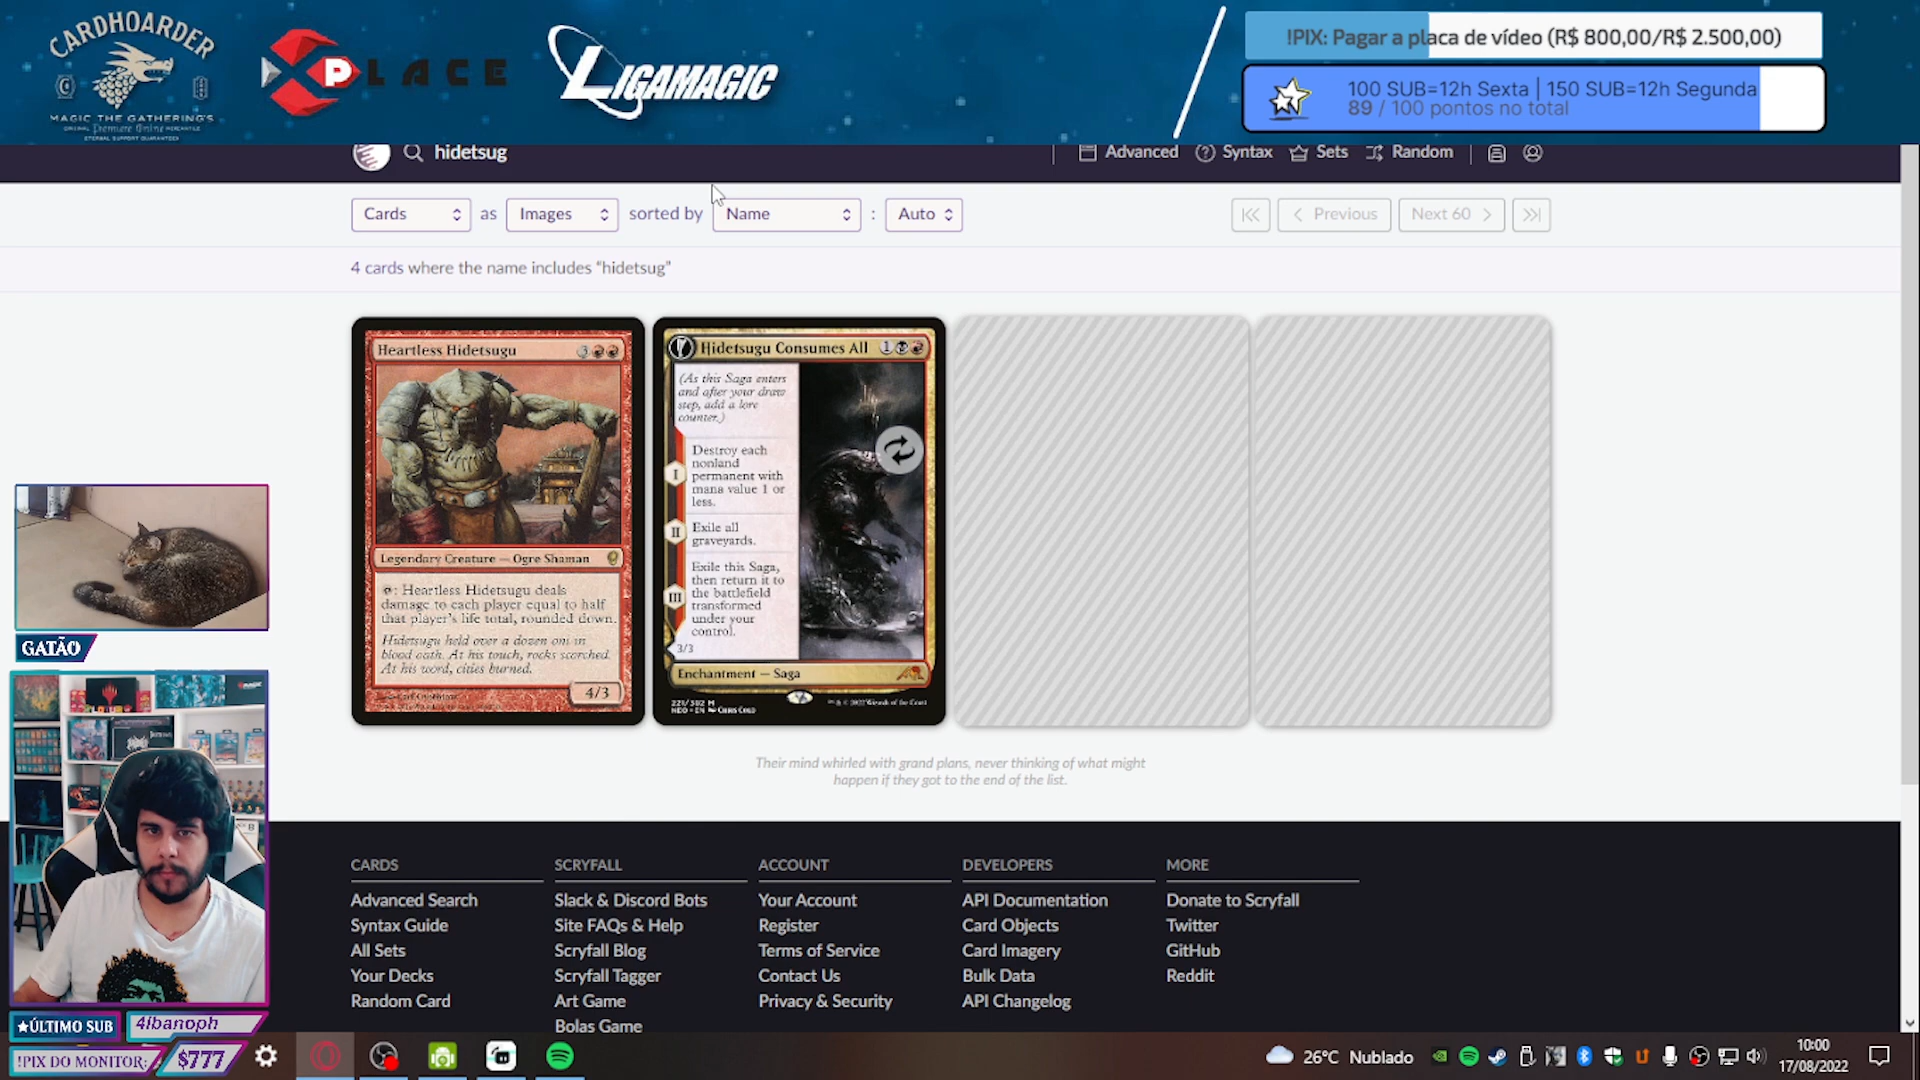 CARDHOARDER
MAGIC THE GATHERING'S
PLACE
LIGAMAGIC
!PIX: Pagar a placa de vídeo (R$ 800,00/R$ 2.500,00)
100 SUB=12h Sexta | 150 SUB=12h Segunda
89 / 100 pontos no total
hidetsug
Advanced
Syntax
Sets
Random
Cards
as
Images
sorted by
Name
:
Auto
Previous
Next 60
4 cards where the name includes “hidetsug”
Heartless Hidetsugu
3
Legendary Creature — Ogre Shaman
: Heartless Hidetsugu deals
damage to each player equal to half
that player's life total, rounded down.
Hidetsugu held over a dozen oni in
blood oath. At his touch, rocks scorched.
At his word, cities burned.
4/3
Hidetsugu Consumes All
1
(As this Saga enters
and after your draw
step, add a lore
counter.)
I
Destroy each
nonland
permanent with
mana value 1 or
less.
II
Exile all
graveyards.
III
Exile this Saga,
then return it to
the battlefield
transformed
under your
control.
3/3
Enchantment — Saga
221/302 M
NEO • EN
Their mind whirled with grand plans, never thinking of what might
happen if they got to the end of the list.
GATÃO
CARDS
Advanced Search
Syntax Guide
All Sets
Your Decks
Random Card
SCRYFALL
Slack & Discord Bots
Site FAQs & Help
Scryfall Blog
Scryfall Tagger
Art Game
Bolas Game
ACCOUNT
Your Account
Register
Terms of Service
Contact Us
Privacy & Security
DEVELOPERS
API Documentation
Card Objects
Card Imagery
Bulk Data
API Changelog
MORE
Donate to Scryfall
Twitter
GitHub
Reddit
★ÚLTIMO SUB
4lbanoph
!PIX DO MONITOR:
$777
26°C Nublado
10:00
17/08/2022